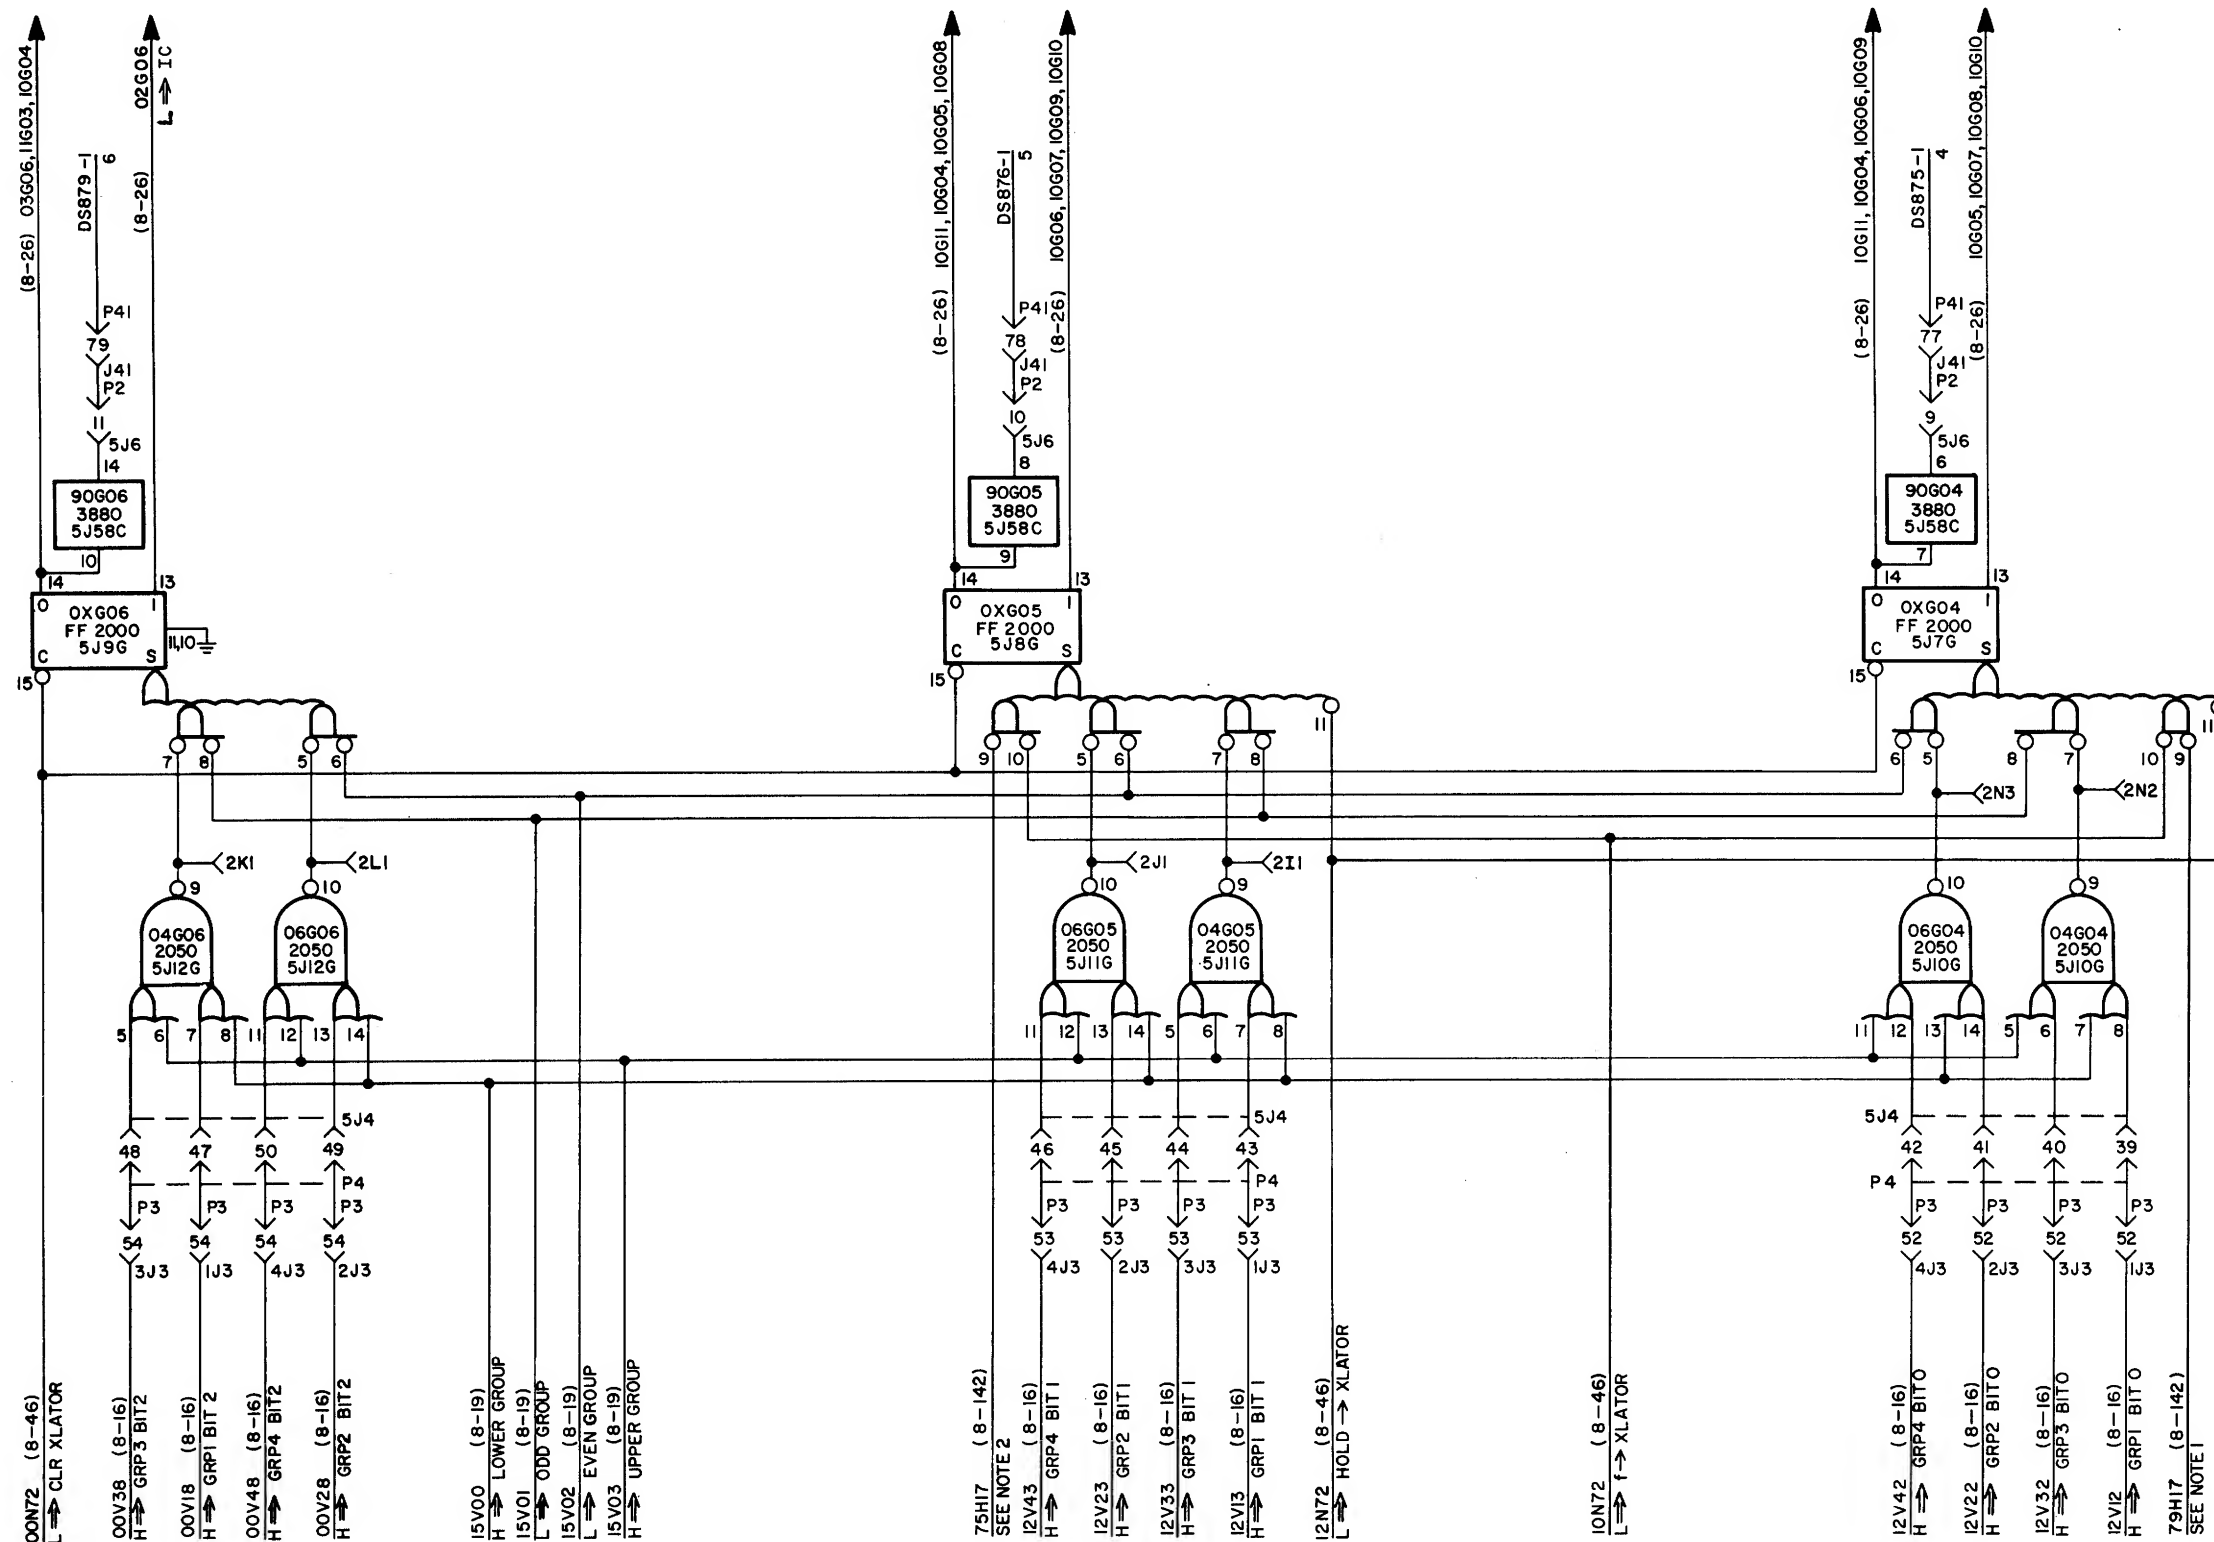 (8-26) 03G06,11G03,10G04
(8-26) 02G06
L ⇒ IC
DS879-1
6
P41
79
J41
P2
11
5J6
14
90G06
3880
5J58C
10
14
13
0 1
0XG06
FF 2000
5J9G
C S
11,10
15
7 8 5 6
2K1
2L1
9
10
04G06
2050
5J12G
06G06
2050
5J12G
5 6 7 8 11 12 13 14
5J4
48 47 50 49
P4
P3 P3 P3 P3
54 54 54 54
3J3 1J3 4J3 2J3
00N72 (8-46)
L ⇒ CLR XLATOR
00V38 (8-16)
H ⇒ GRP3 BIT2
00V18 (8-16)
H ⇒ GRP1 BIT 2
00V48 (8-16)
H ⇒ GRP4 BIT2
00V28 (8-16)
H ⇒ GRP2 BIT2
15V00 (8-19)
H ⇒ LOWER GROUP
15V01 (8-19)
L ⇒ ODD GROUP
15V02 (8-19)
L ⇒ EVEN GROUP
15V03 (8-19)
H ⇒ UPPER GROUP
(8-26) 10G11,10G04,10G05,10G08
(8-26) 10G06,10G07,10G09,10G10
DS876-1
5
P41
78
J41
P2
10
5J6
8
90G05
3880
5J58C
9
14
13
0 1
0XG05
FF 2000
5J8G
C S
15
11
9 10 5 6 7 8
2J1
2I1
10
9
06G05
2050
5J11G
04G05
2050
5J11G
11 12 13 14 5 6 7 8
5J4
46 45 44 43
P4
P3 P3 P3 P3
53 53 53 53
4J3 2J3 3J3 1J3
75H17 (8-142)
SEE NOTE 2
12V43 (8-16)
H ⇒ GRP4 BIT 1
12V23 (8-16)
H ⇒ GRP2 BIT 1
12V33 (8-16)
H ⇒ GRP3 BIT 1
12V13 (8-16)
H ⇒ GRP1 BIT 1
12N72 (8-46)
L ⇒ HOLD → XLATOR
10N72 (8-46)
L ⇒ f → XLATOR
(8-26) 10G11,10G04,10G06,10G09
(8-26) 10G05,10G07,10G08,10G10
DS875-1
4
P41
77
J41
P2
9
5J6
6
90G04
3880
5J58C
7
14
13
0 1
0XG04
FF 2000
5J7G
C S
15
11
6 5 8 7 10 9
2N3
2N2
10
9
06G04
2050
5J10G
04G04
2050
5J10G
11 12 13 14 5 6 7 8
5J4
42 41 40 39
P4
P3 P3 P3 P3
52 52 52 52
4J3 2J3 3J3 1J3
12V42 (8-16)
H ⇒ GRP4 BIT 0
12V22 (8-16)
H ⇒ GRP2 BIT 0
12V32 (8-16)
H ⇒ GRP3 BIT 0
12V12 (8-16)
H ⇒ GRP1 BIT 0
79H17 (8-142)
SEE NOTE 1